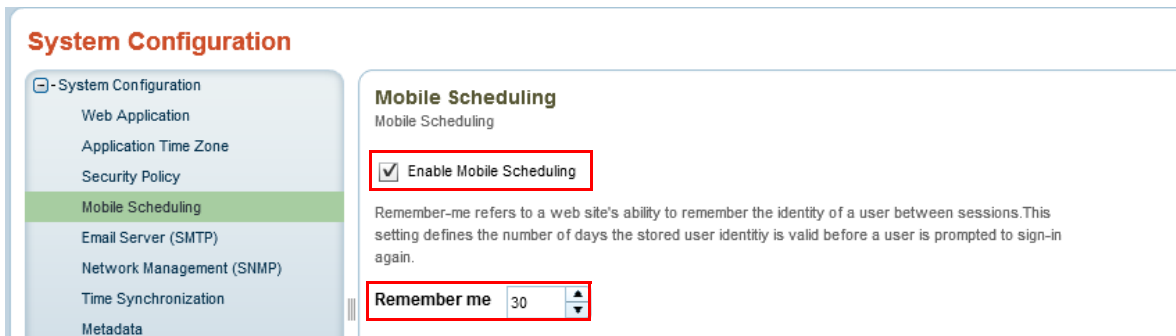 System Configuration
System Configuration
Web Application
Application Time Zone
Security Policy
Mobile Scheduling
Email Server (SMTP)
Network Management (SNMP)
Time Synchronization
Metadata
Mobile Scheduling
Mobile Scheduling
Enable Mobile Scheduling
Remember-me refers to a web site's ability to remember the identity of a user between sessions.This
setting defines the number of days the stored user identitiy is valid before a user is prompted to sign-in
again.
Remember me 30